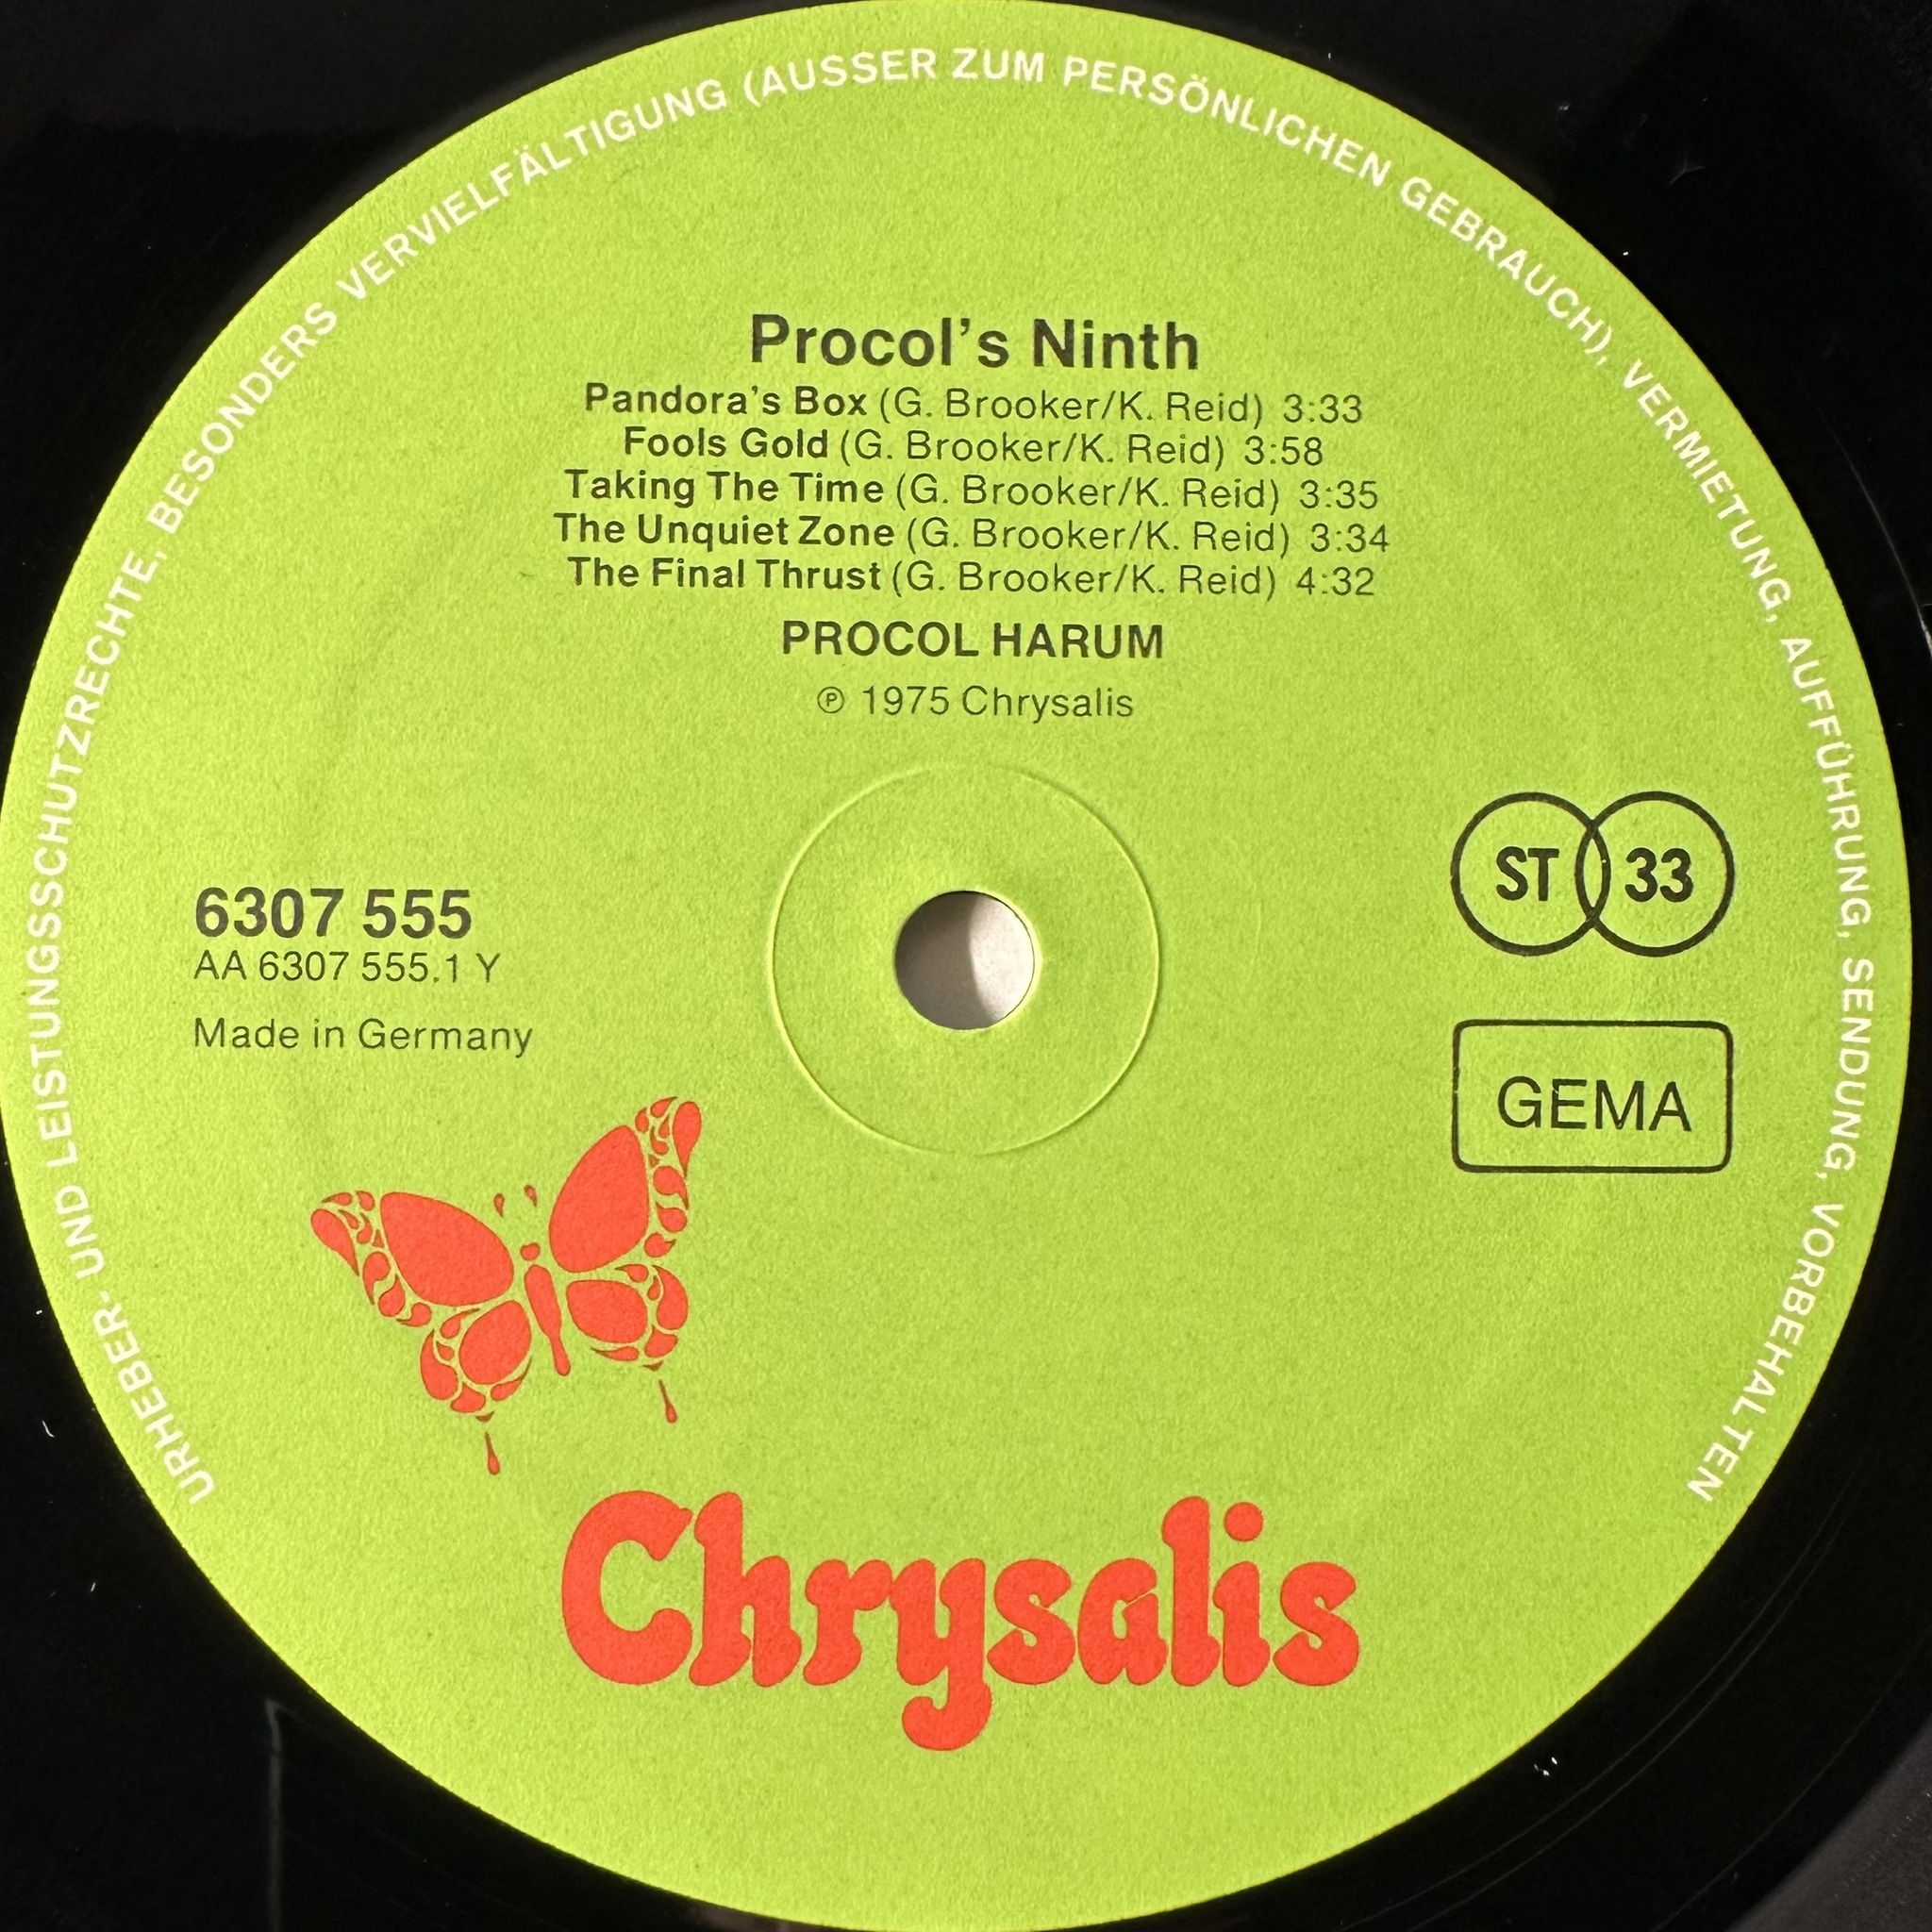 URHEBER- UND LEISTUNGSSCHUTZRECHTE, BESONDERS VERVIELFÄLTIGUNG (AUSSER ZUM PERSÖNLICHEN GEBRAUCH), VERMIETUNG, AUFFÜHRUNG, SENDUNG, VORBEHALTEN
Procol's Ninth
Pandora's Box (G. Brooker/K. Reid) 3:33
Fools Gold (G. Brooker/K. Reid) 3:58
Taking The Time (G. Brooker/K. Reid) 3:35
The Unquiet Zone (G. Brooker/K. Reid) 3:34
The Final Thrust (G. Brooker/K. Reid) 4:32
PROCOL HARUM
℗ 1975 Chrysalis
6307 555
AA 6307 555.1 Y
Made in Germany
ST 33
GEMA
Chrysalis